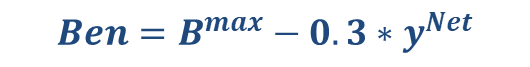 Ben = B^max − 0.3 * y^Net